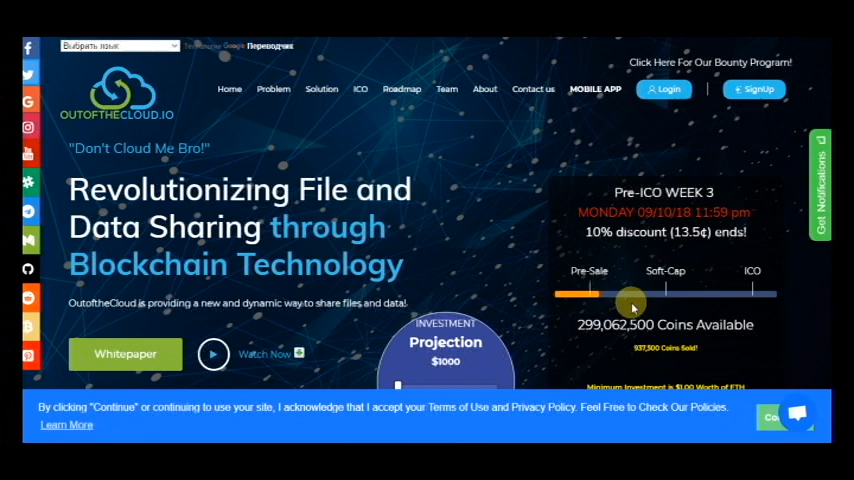 Выбрать язык
Переводчик
Click Here For Our Bounty Program!
OUTOFTHECLOUD.IO
Home
Problem
Solution
ICO
Roadmap
Team
About
Contact us
MOBILE APP
Login
SignUp
"Don't Cloud Me Bro!"
Revolutionizing File and
Data Sharing through
Blockchain Technology
OutoftheCloud is providing a new and dynamic way to share files and data!
Whitepaper
Watch Now
INVESTMENT
Projection
$1000
Pre-ICO WEEK 3
MONDAY 09/10/18 11:59 pm
10% discount (13.5¢) ends!
Pre-Sale
Soft-Cap
ICO
299,062,500 Coins Available
937,500 Coins Sold!
Minimum Investment is $1.00 Worth of ETH
Get Notifications
By clicking "Continue" or continuing to use your site, I acknowledge that I accept your Terms of Use and Privacy Policy. Feel Free to Check Our Policies.
Learn More